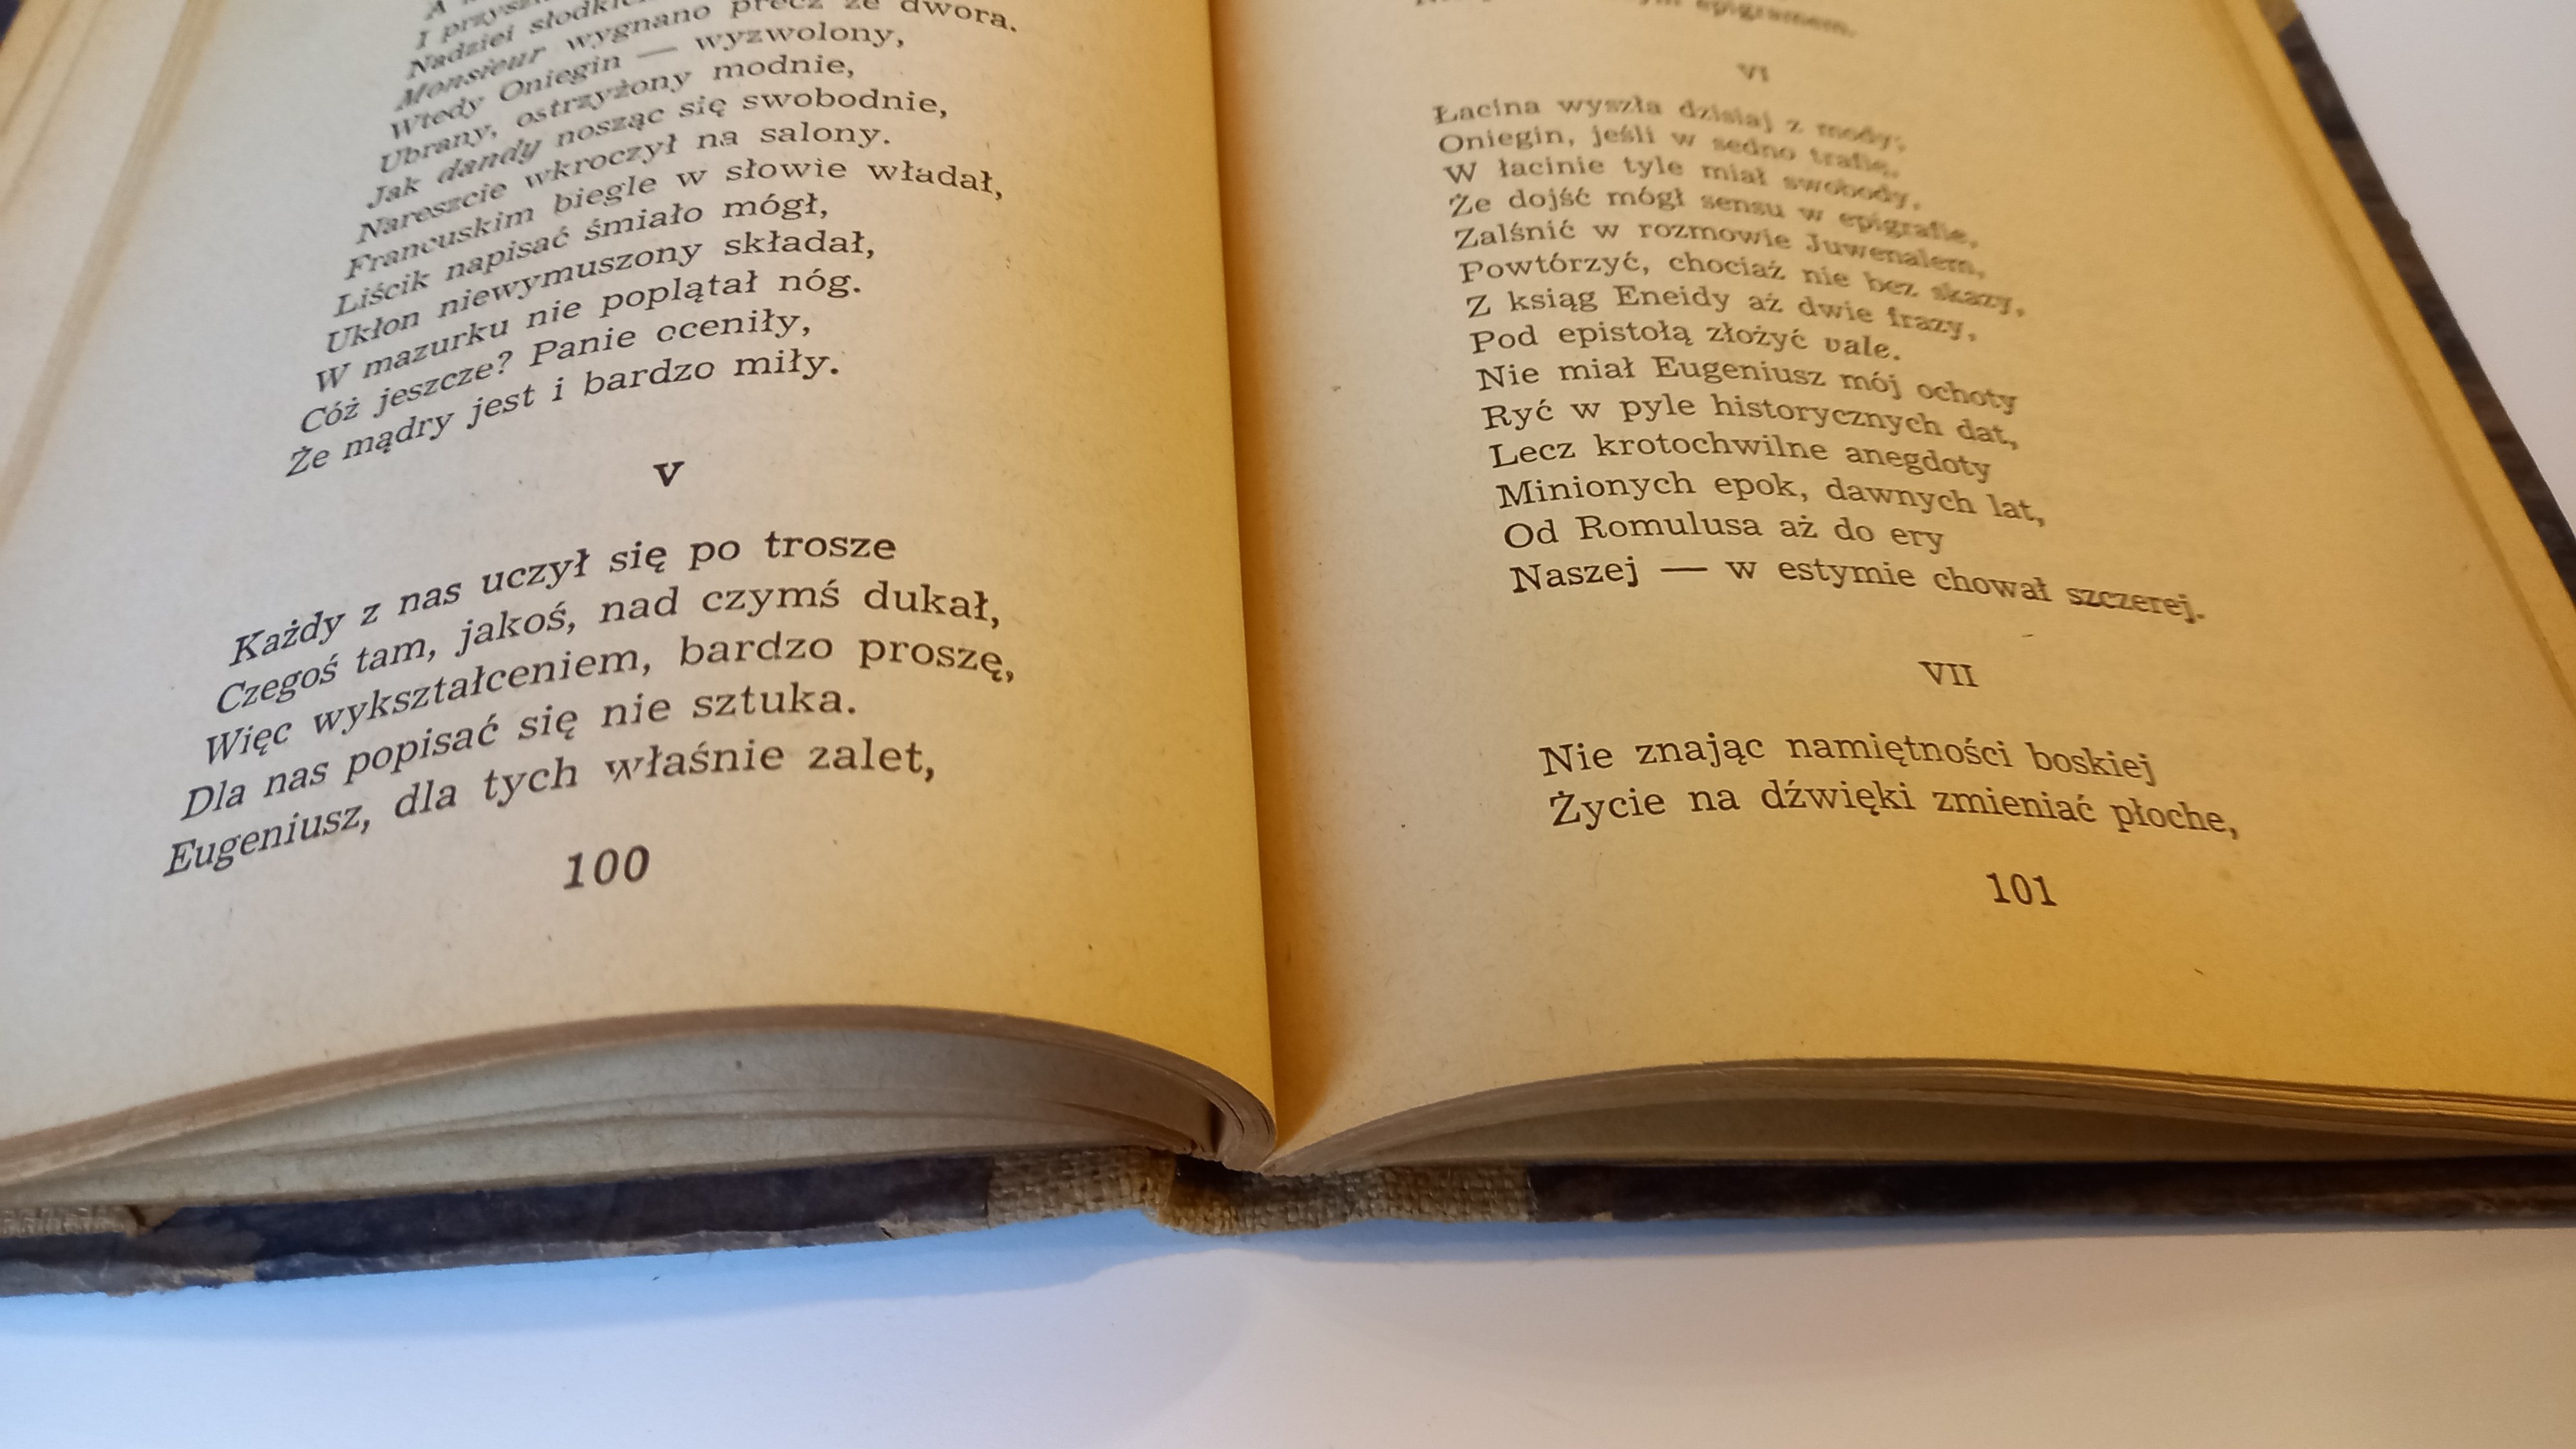 Nadziei
Monsieur wygnano precz ze dwora.
Wtedy Oniegin — wyzwolony,
Ubrany, ostrzyżony modnie,
Jak dandy nosząc się swobodnie,
Nareszcie wkroczył na salony.
Francuskim biegle w słowie władał,
Liścik napisać śmiało mógł,
Ukłon niewymuszony składał,
W mazurku nie poplątał nóg.
Cóż jeszcze? Panie cceniły,
Że mądry jest i bardzo miły.
V
Każdy z nas uczył się po trosze
Czegoś tam, jakoś, nad czymś dukał,
Więc wykształceniem, bardzo proszę,
Dla nas popisać się nie sztuka.
Eugeniusz, dla tych właśnie zalet,
100
epigramem.
VI
Łacina wyszła dzisiaj z mody;
Oniegin, jeśli w sedno trafię,
W łacinie tyle miał swobody,
Że dojść mógł sensu w epigrafie,
Zalśnić w rozmowie Juwenalem,
Powtórzyć, chociaż nie bez skazy,
Z ksiąg Eneidy aż dwie frazy,
Pod epistołą złożyć vale.
Nie miał Eugeniusz mój ochoty
Ryć w pyle historycznych dat,
Lecz krotochwilne anegdoty
Minionych epok, dawnych lat,
Od Romulusa aż do ery
Naszej — w estymie chował szczerej.
VII
Nie znając namiętności boskiej
Życie na dźwięki zmieniać płoche,
101